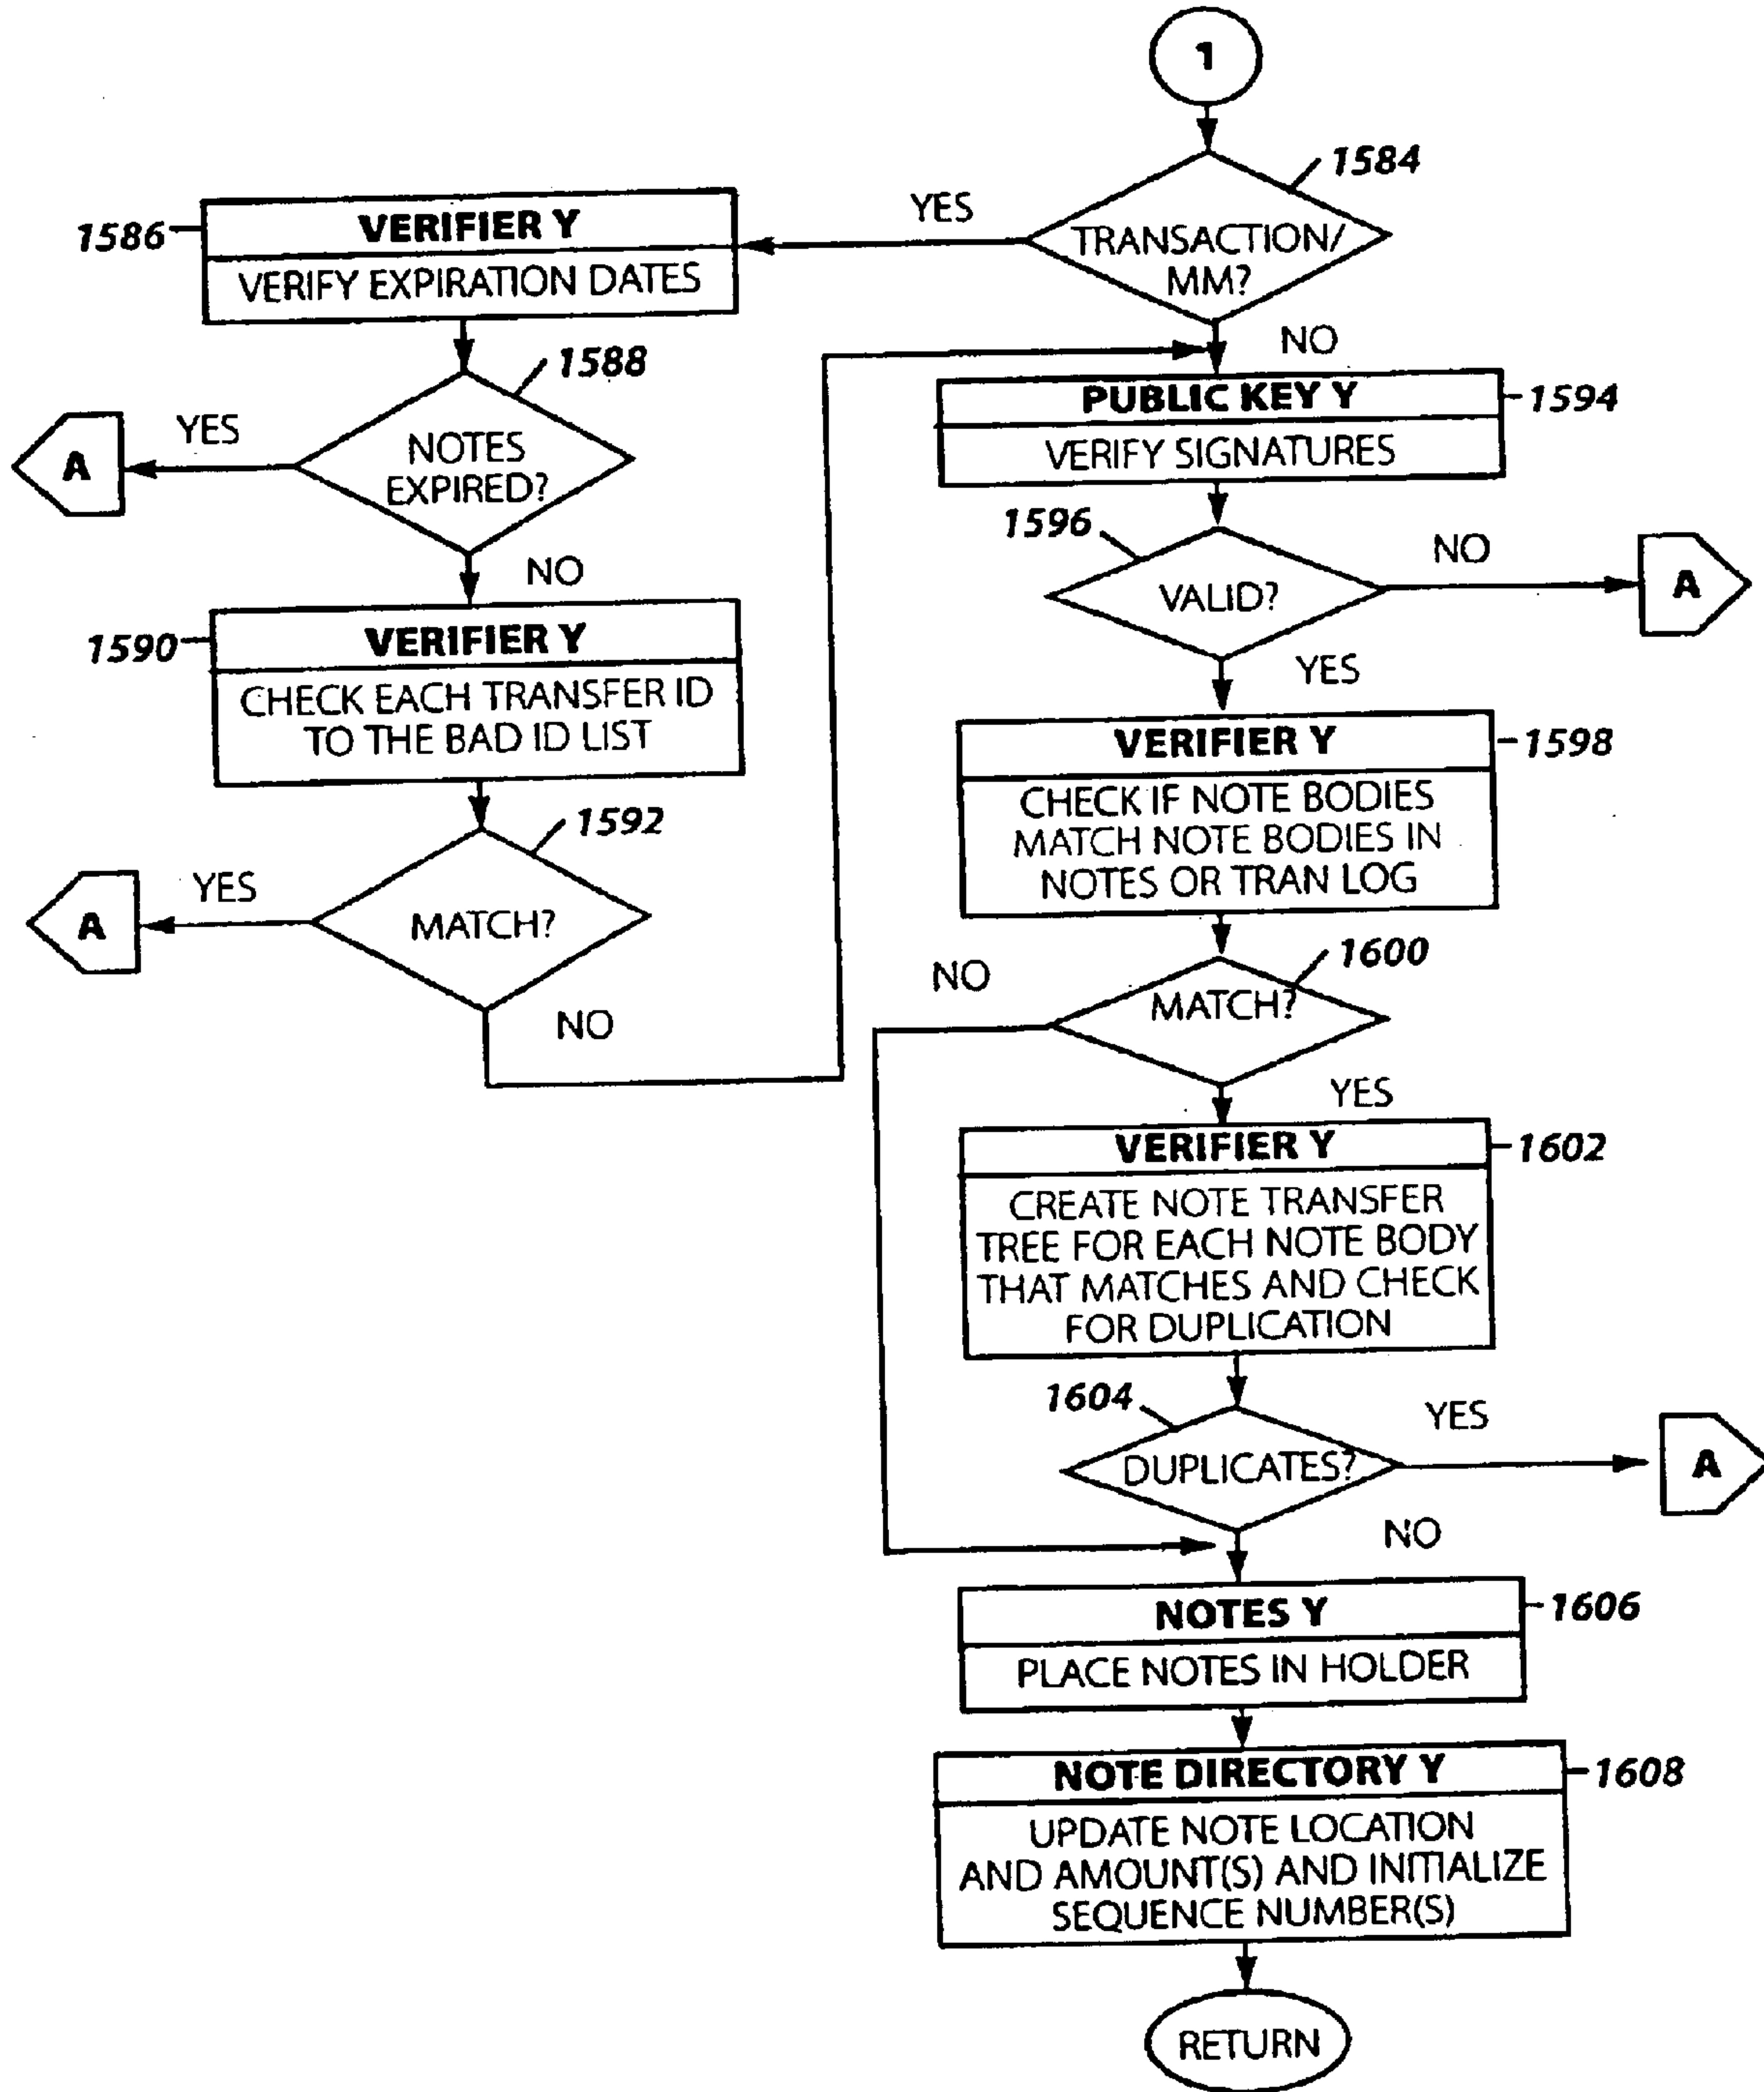 1
1584
TRANSACTION/
MM?
YES
NO
1586
VERIFIER Y
VERIFY EXPIRATION DATES
1588
NOTES
EXPIRED?
YES
A
NO
1590
VERIFIER Y
CHECK EACH TRANSFER ID
TO THE BAD ID LIST
1592
MATCH?
YES
A
NO
PUBLIC KEY Y
1594
VERIFY SIGNATURES
1596
VALID?
NO
A
YES
VERIFIER Y
1598
CHECK IF NOTE BODIES
MATCH NOTE BODIES IN
NOTES OR TRAN LOG
1600
NO
MATCH?
YES
VERIFIER Y
1602
CREATE NOTE TRANSFER
TREE FOR EACH NOTE BODY
THAT MATCHES AND CHECK
FOR DUPLICATION
1604
DUPLICATES?
YES
A
NO
NOTES Y
1606
PLACE NOTES IN HOLDER
NOTE DIRECTORY Y
1608
UPDATE NOTE LOCATION
AND AMOUNT(S) AND INITIALIZE
SEQUENCE NUMBER(S)
RETURN